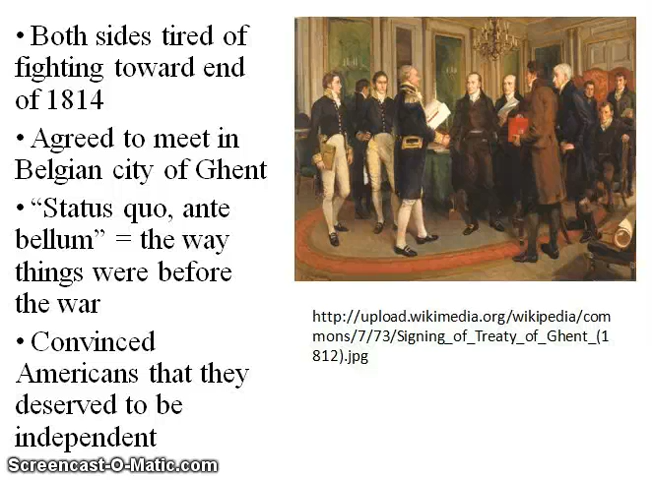 • Both sides tired of
fighting toward end
of 1814
• Agreed to meet in
Belgian city of Ghent
• “Status quo, ante
bellum” = the way
things were before
the war
• Convinced
Americans that they
deserved to be
independent
http://upload.wikimedia.org/wikipedia/com
mons/7/73/Signing_of_Treaty_of_Ghent_(1
812).jpg
Screencast-O-Matic.com